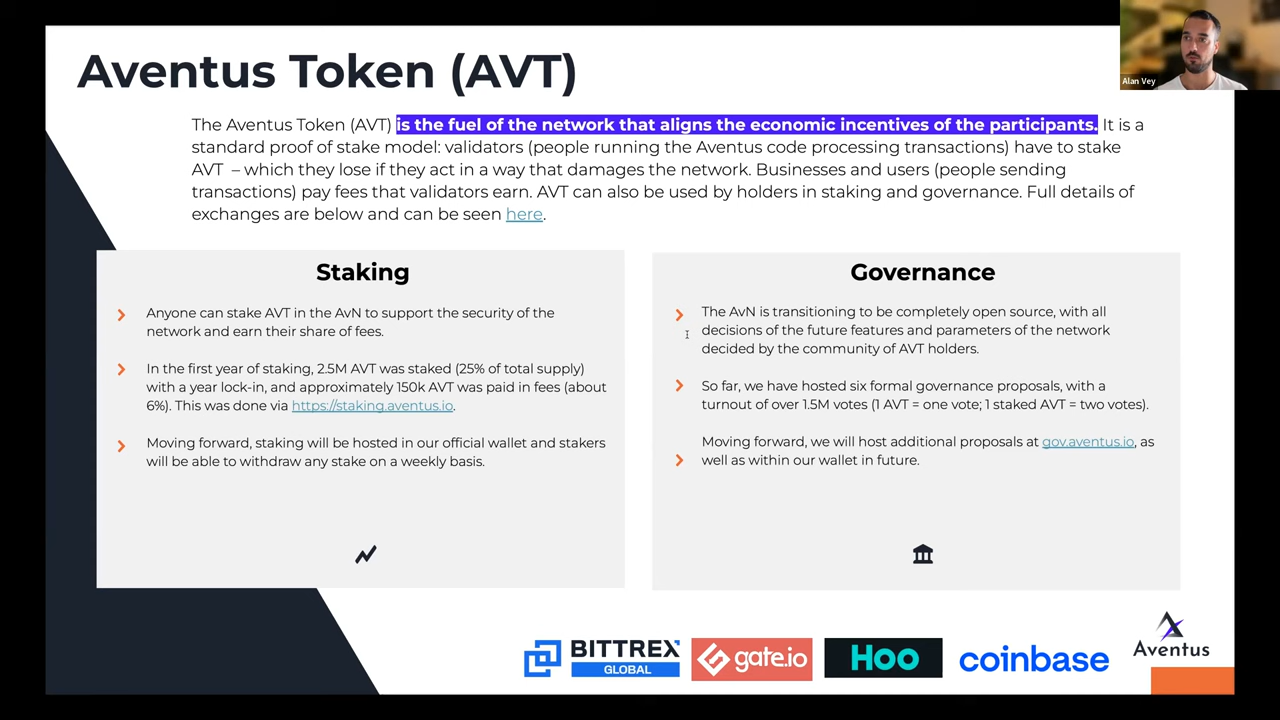 Alan Vey
Aventus Token (AVT)
The Aventus Token (AVT) is the fuel of the network that aligns the economic incentives of the participants. It is a
standard proof of stake model: validators (people running the Aventus code processing transactions) have to stake
AVT – which they lose if they act in a way that damages the network. Businesses and users (people sending
transactions) pay fees that validators earn. AVT can also be used by holders in staking and governance. Full details of
exchanges are below and can be seen here.
Staking
Anyone can stake AVT in the AvN to support the security of the
network and earn their share of fees.
In the first year of staking, 2.5M AVT was staked (25% of total supply)
with a year lock-in, and approximately 150k AVT was paid in fees (about
6%). This was done via https://staking.aventus.io.
Moving forward, staking will be hosted in our official wallet and stakers
will be able to withdraw any stake on a weekly basis.
Governance
The AvN is transitioning to be completely open source, with all
decisions of the future features and parameters of the network
decided by the community of AVT holders.
So far, we have hosted six formal governance proposals, with a
turnout of over 1.5M votes (1 AVT = one vote; 1 staked AVT = two votes).
Moving forward, we will host additional proposals at gov.aventus.io, as
well as within our wallet in future.
BITTREX
GLOBAL
gate.io
Hoo
coinbase
Aventus